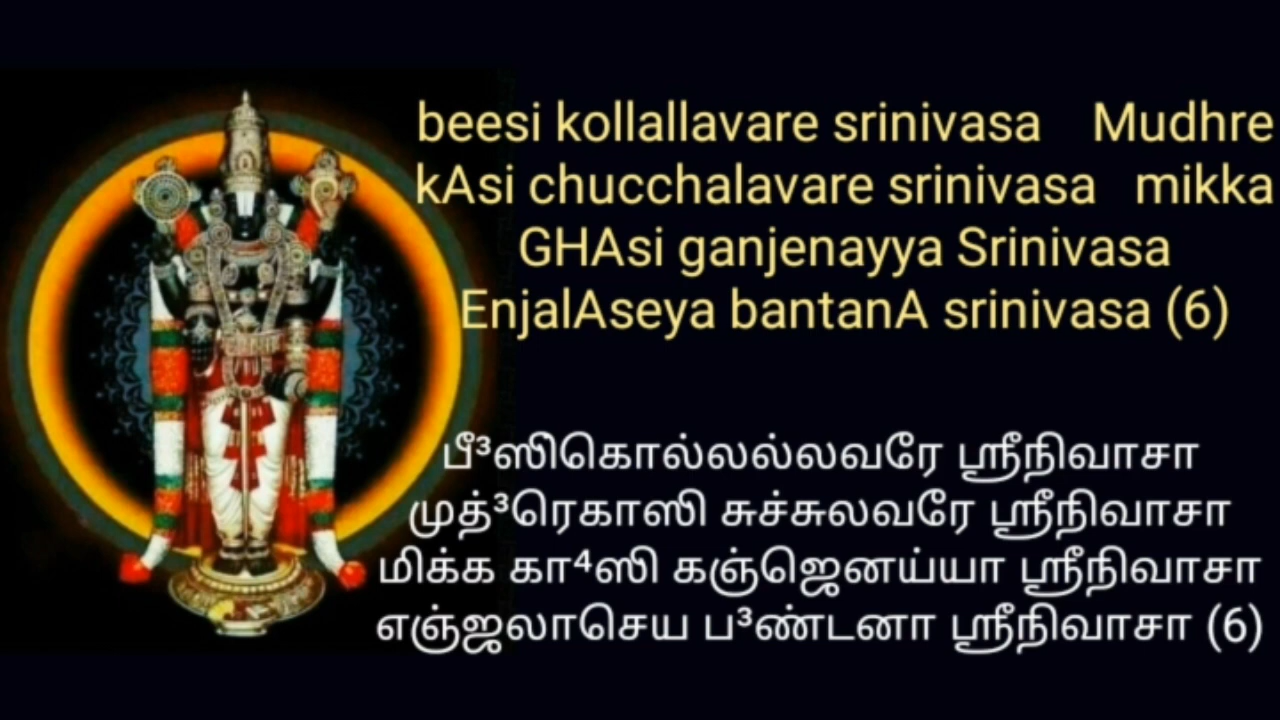 beesi kollallavare srinivasa Mudhre
kAsi chucchalavare srinivasa mikka
GHAsi ganjenayya Srinivasa
EnjalAseya bantanA srinivasa (6)
பீ³ஸிகொல்லல்லவரே ஸ்ரீநிவாசா
முத்³ரெகாஸி சுச்சுலவரே ஸ்ரீநிவாசா
மிக்க கா⁴ஸி கஞ்ஜெனய்யா ஸ்ரீநிவாசா
எஞ்ஜலாசெய ப³ண்டனா ஸ்ரீநிவாசா (6)